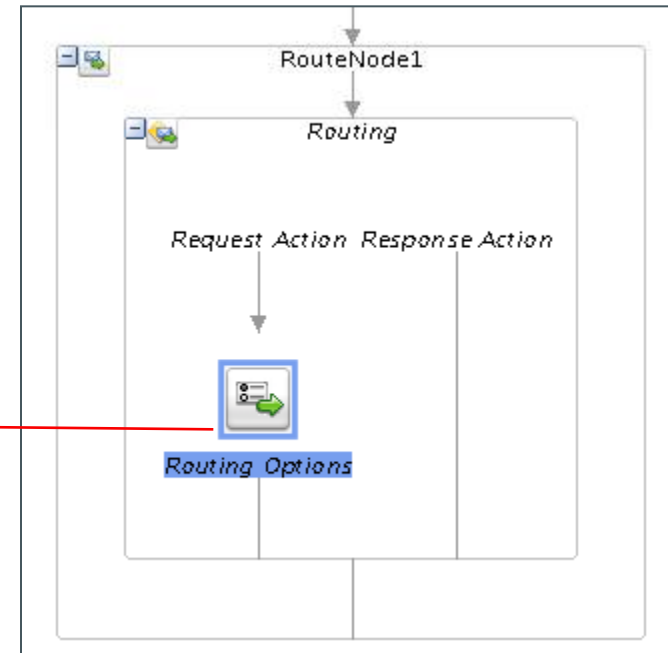 RouteNode1
Routing
Request Action Response Action
Routing Options